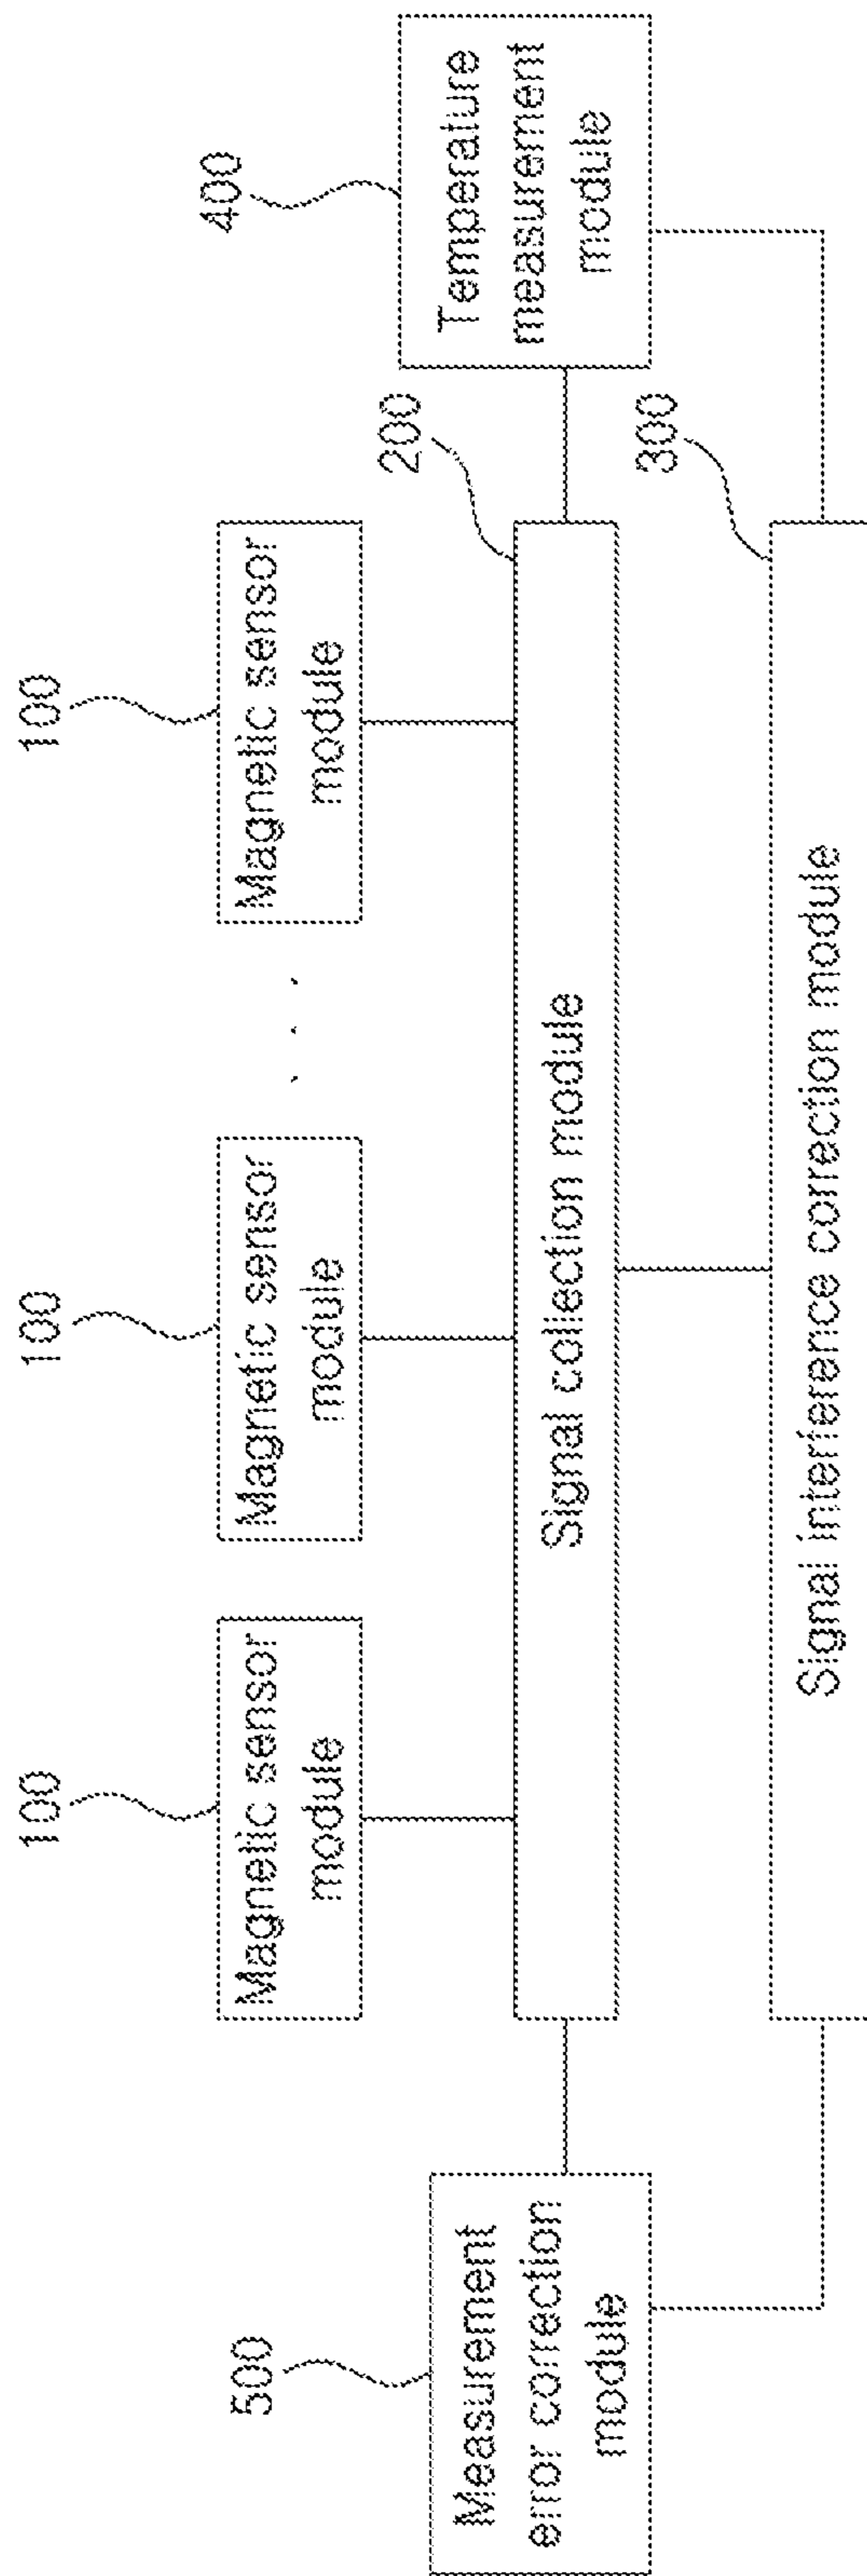 100
100
100
Magnetic sensor
module
Magnetic sensor
module
. . .
Magnetic sensor
module
500
400
Measurement
error correction
module
200
Signal collection module
Temperature
measurement
module
300
Signal interference correction module